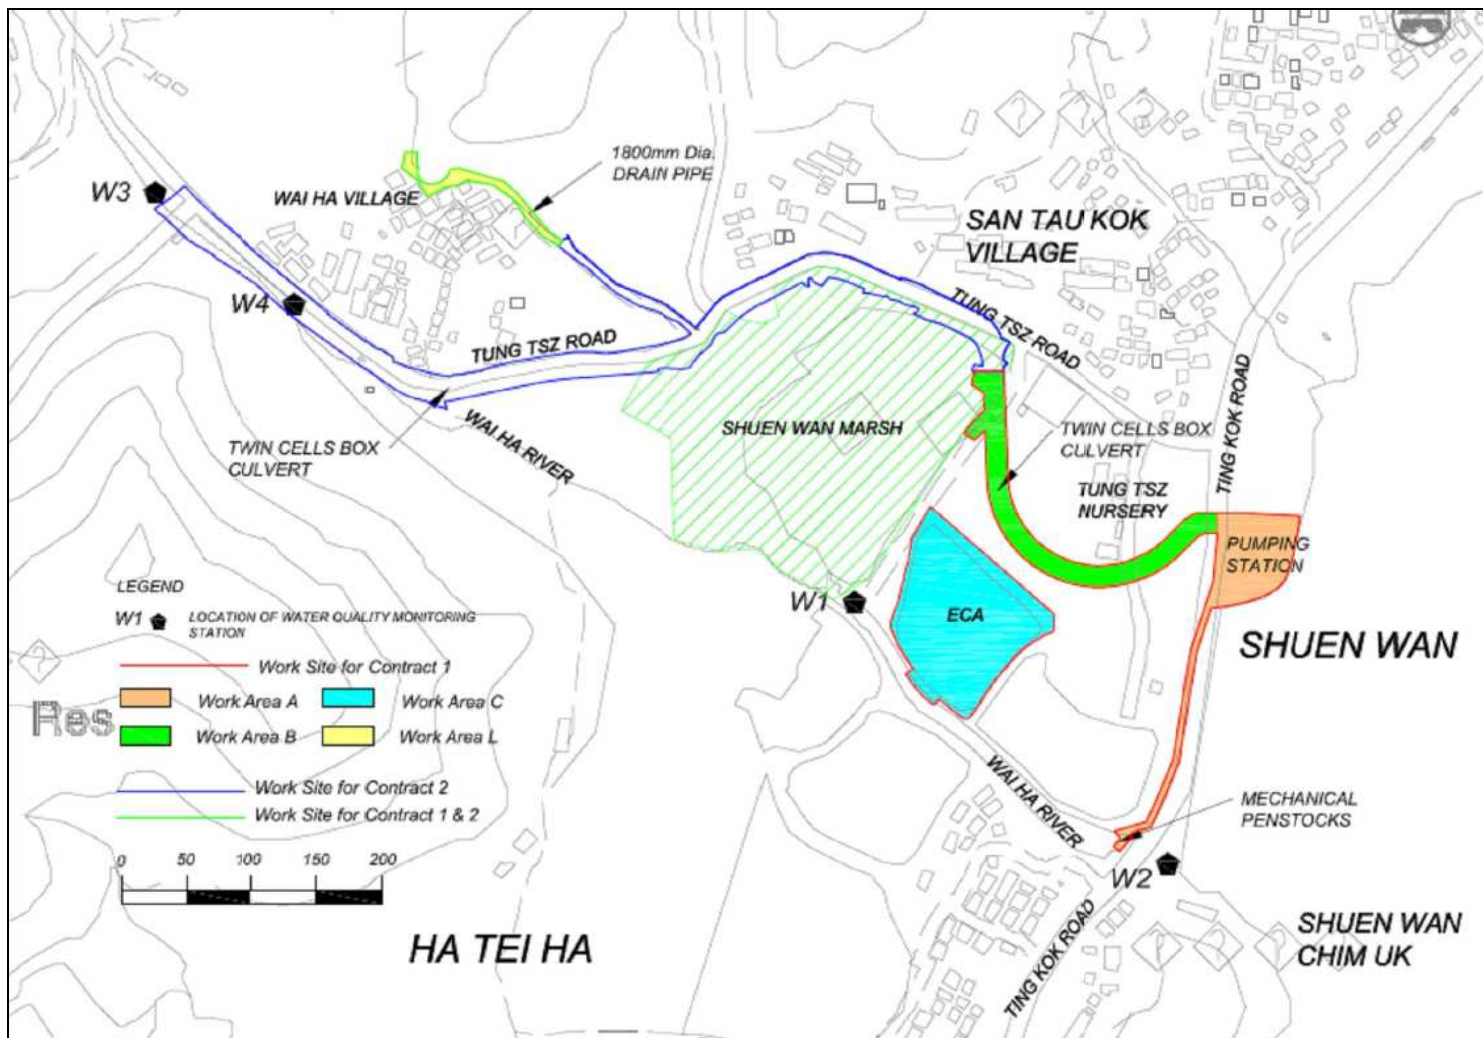 1800mm Dia.
DRAIN PIPE
W3
WAI HA VILLAGE
SAN TAU KOK
VILLAGE
W4
TUNG TSZ ROAD
TUNG TSZ ROAD
TING KOK ROAD
SHUEN WAN MARSH
TWIN CELLS BOX
CULVERT
WAI HA RIVER
TWIN CELLS BOX
CULVERT
TUNG TSZ
NURSERY
PUMPING
STATION
W1
ECA
SHUEN WAN
LEGEND
W1 LOCATION OF WATER QUALITY MONITORING
STATION
Work Site for Contract 1
Work Area A
Work Area C
Res
Work Area B
Work Area L
Work Site for Contract 2
Work Site for Contract 1 & 2
0 50 100 150 200
WAI HA RIVER
MECHANICAL
PENSTOCKS
W2
HA TEI HA
TING KOK ROAD
SHUEN WAN
CHIM UK
? ? ?
?
? ? ?